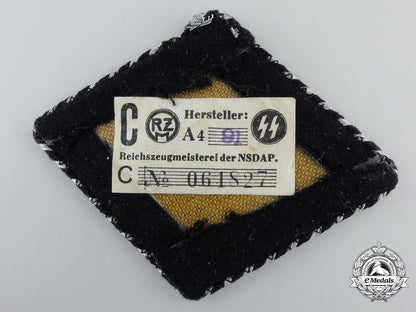 C RZM Hersteller:
A4 91
Reichszeugmeisterei der NSDAP.
C No 061827
eMedals